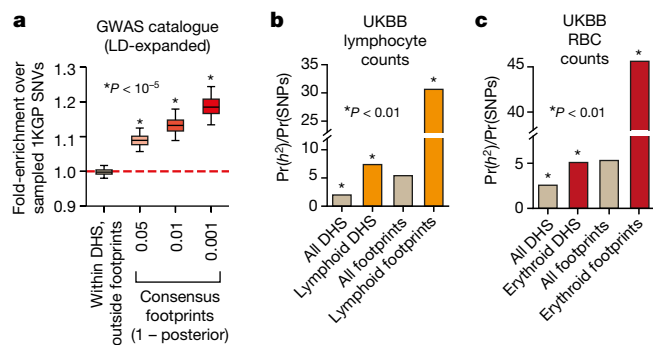 a
GWAS catalogue
(LD-expanded)
Fold-enrichment over
sampled 1KGP SNVs
1.3
1.2
1.1
1.0
0.9
*P < 10⁻⁵
*
*
*
Within DHS,
outside footprints
0.05
0.01
0.001
Consensus
footprints
(1 – posterior)
b
UKBB
lymphocyte
counts
Pr(h²)/Pr(SNPs)
35
30
25
20
15
10
5
0
*P < 0.01
*
*
*
All DHS
Lymphoid DHS
All footprints
Lymphoid footprints
c
UKBB
RBC
counts
Pr(h²)/Pr(SNPs)
45
40
10
5
0
*P < 0.01
*
*
*
All DHS
Erythroid DHS
All footprints
Erythroid footprints